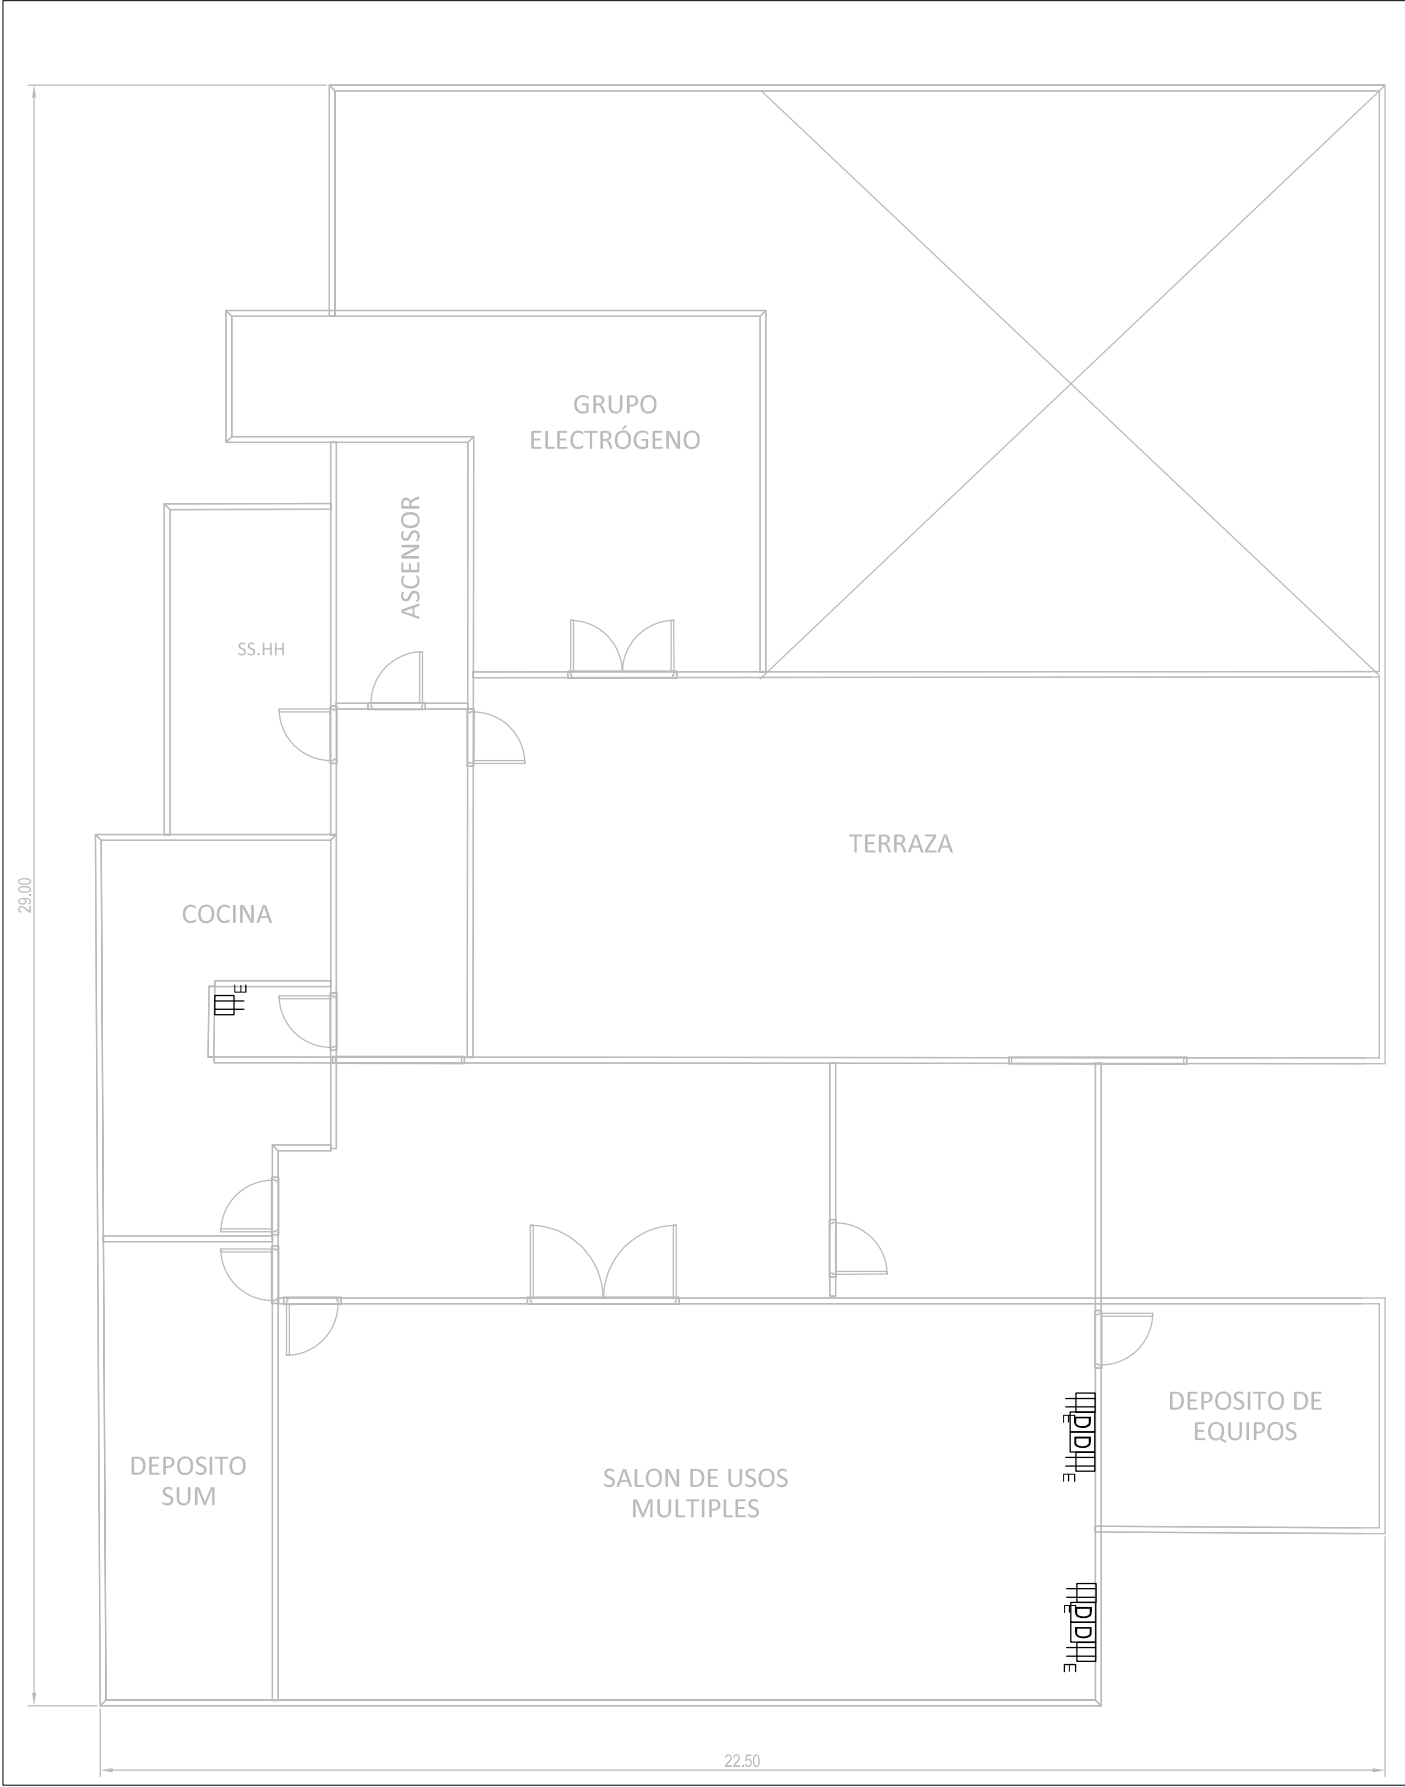 GRUPO
ELECTRÓGENO
ASCENSOR
SS.HH
TERRAZA
29.00
COCINA
E
DEPOSITO DE
EQUIPOS
E
D
D
E
DEPOSITO
SUM
SALON DE USOS
MULTIPLES
E
D
D
E
22.50